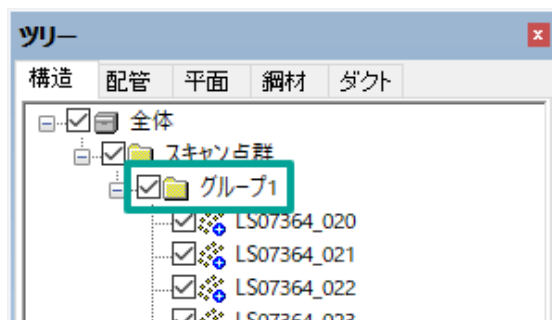 ツリー
構造 配管 平面 鋼材 ダクト
全体
スキャン点群
グループ1
LS07364_020
LS07364_021
LS07364_022
LS07364_023